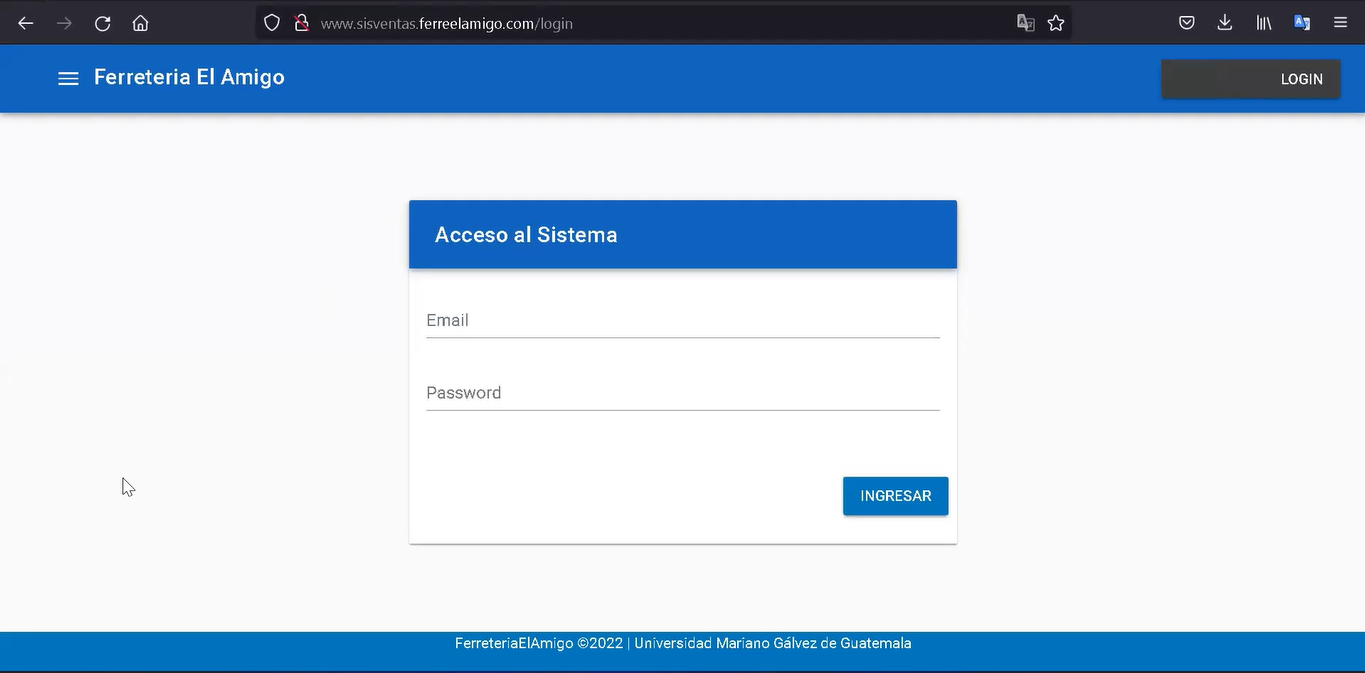 www.sisventas.ferreelamigo.com/login
Ferreteria El Amigo
LOGIN
Acceso al Sistema
Email
Password
INGRESAR
FerreteriaElAmigo ©2022 | Universidad Mariano Gálvez de Guatemala